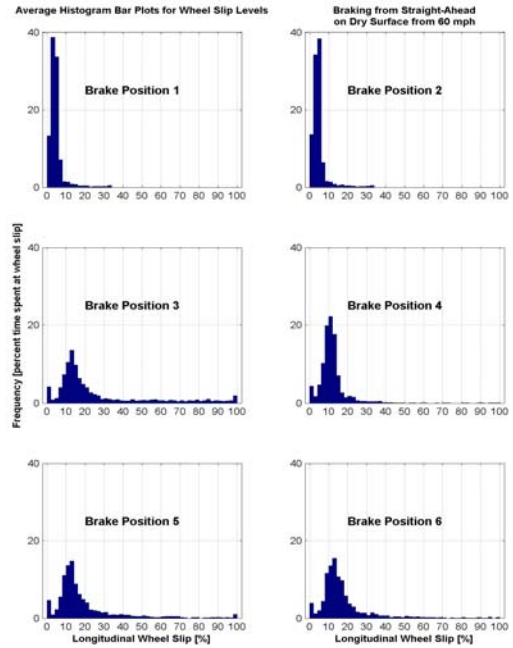 Average Histogram Bar Plots for Wheel Slip Levels
Braking from Straight-Ahead
on Dry Surface from 60 mph
Frequency [percent time spent at wheel slip]
40
20
0
Brake Position 1
0 10 20 30 40 50 60 70 80 90 100
40
20
0
Brake Position 2
0 10 20 30 40 50 60 70 80 90 100
40
20
0
Brake Position 3
0 10 20 30 40 50 60 70 80 90 100
40
20
0
Brake Position 4
0 10 20 30 40 50 60 70 80 90 100
40
20
0
Brake Position 5
0 10 20 30 40 50 60 70 80 90 100
Longitudinal Wheel Slip [%]
40
20
0
Brake Position 6
0 10 20 30 40 50 60 70 80 90 100
Longitudinal Wheel Slip [%]